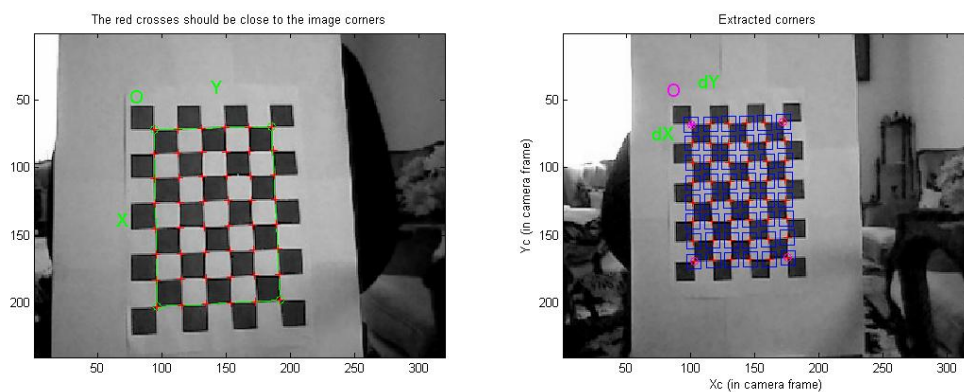 The red crosses should be close to the image corners
O
Y
X
50
100
150
200
50
100
150
200
250
300
Extracted corners
O
dY
dX
Yc (in camera frame)
50
100
150
200
50
100
150
200
250
300
Xc (in camera frame)